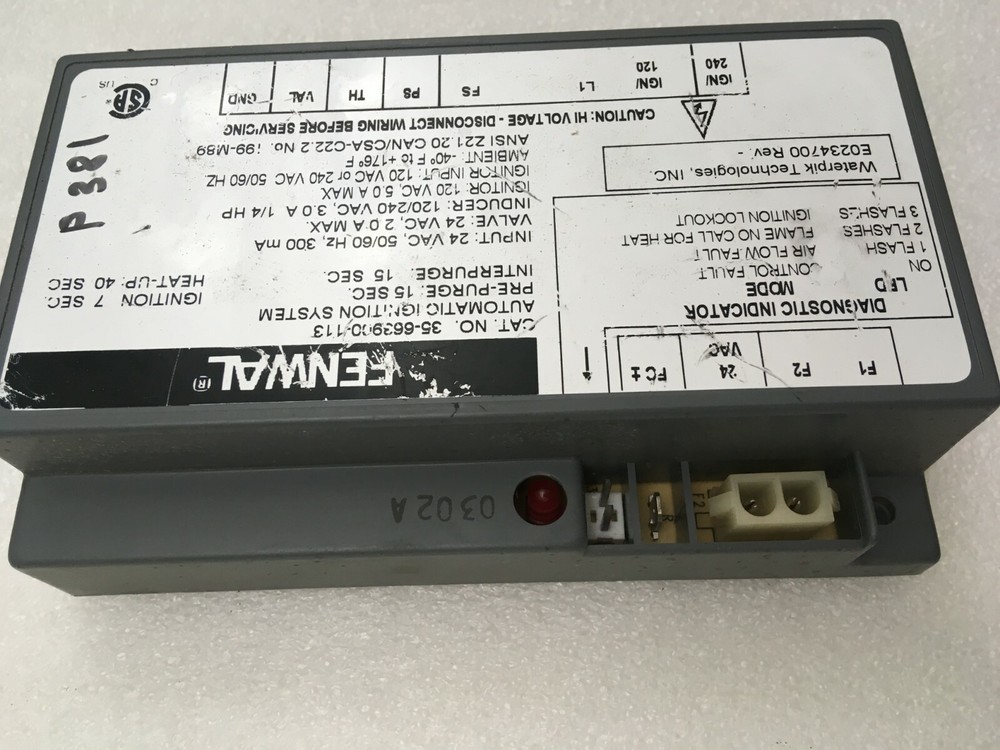 FENWAL (R)
CAT. NO. 35-663900-113
AUTOMATIC IGNITION SYSTEM
PRE-PURGE: 15 SEC.
INTERPURGE: 15 SEC.
IGNITION 7 SEC.
HEAT-UP: 40 SEC
INPUT: 24 VAC, 50/60 Hz, 300 mA
VALVE: 24 VAC, 2.0 A MAX.
INDUCER: 120/240 VAC, 3.0 A 1/4 HP
IGNITOR: 120 VAC, 5.0 A MAX
IGNITOR INPUT: 120 VAC or 240 VAC 50/60 HZ
AMBIENT: -40°F to +176°F
ANSI Z21.20 CAN/CSA-C22.2 No. 199-M89
CAUTION: HI VOLTAGE - DISCONNECT WIRING BEFORE SERVICING
F1 F2 24 VAC FC ±
DIAGNOSTIC INDICATOR
LED MODE
ON CONTROL FAULT
1 FLASH AIR FLOW FAULT
2 FLASHES FLAME NO CALL FOR HEAT
3 FLASHES IGNITION LOCKOUT
Waterpik Technologies, INC.
E0234700 Rev. -
IGN/ 240 IGN/ 120 L1 FS PS TH VAL GND
C US
P381
0302A
F2